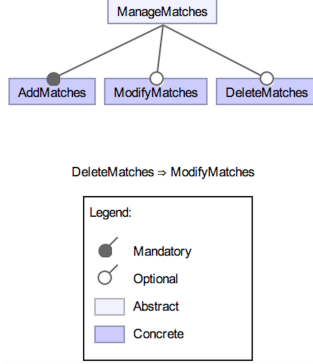 ManageMatches
AddMatches ModifyMatches DeleteMatches
DeleteMatches ⇒ ModifyMatches
Legend:
Mandatory
Optional
Abstract
Concrete